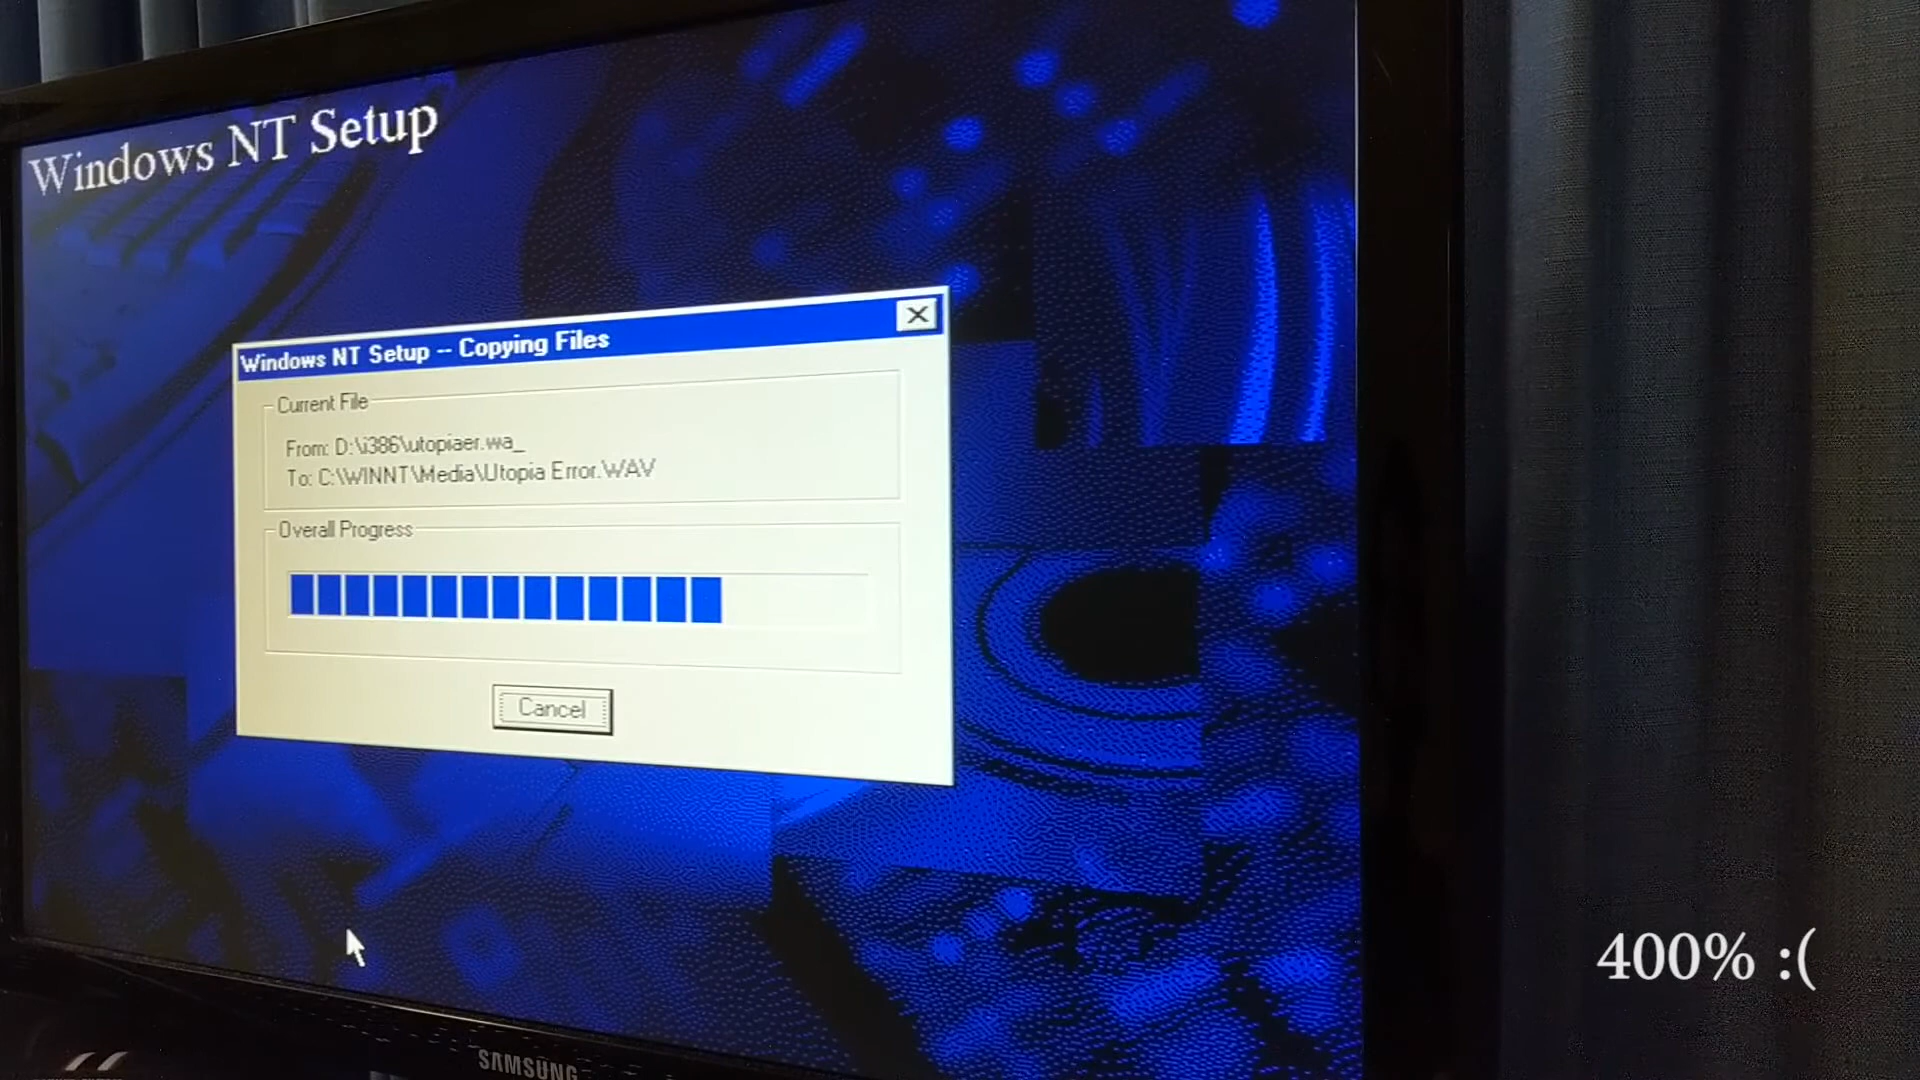 Windows NT Setup
Windows NT Setup -- Copying Files
Current File
From: D:\i386\utopiaer.wa_
To: C:\WINNT\Media\Utopia Error.WAV
Overall Progress
Cancel
400% :(
SAMSUNG